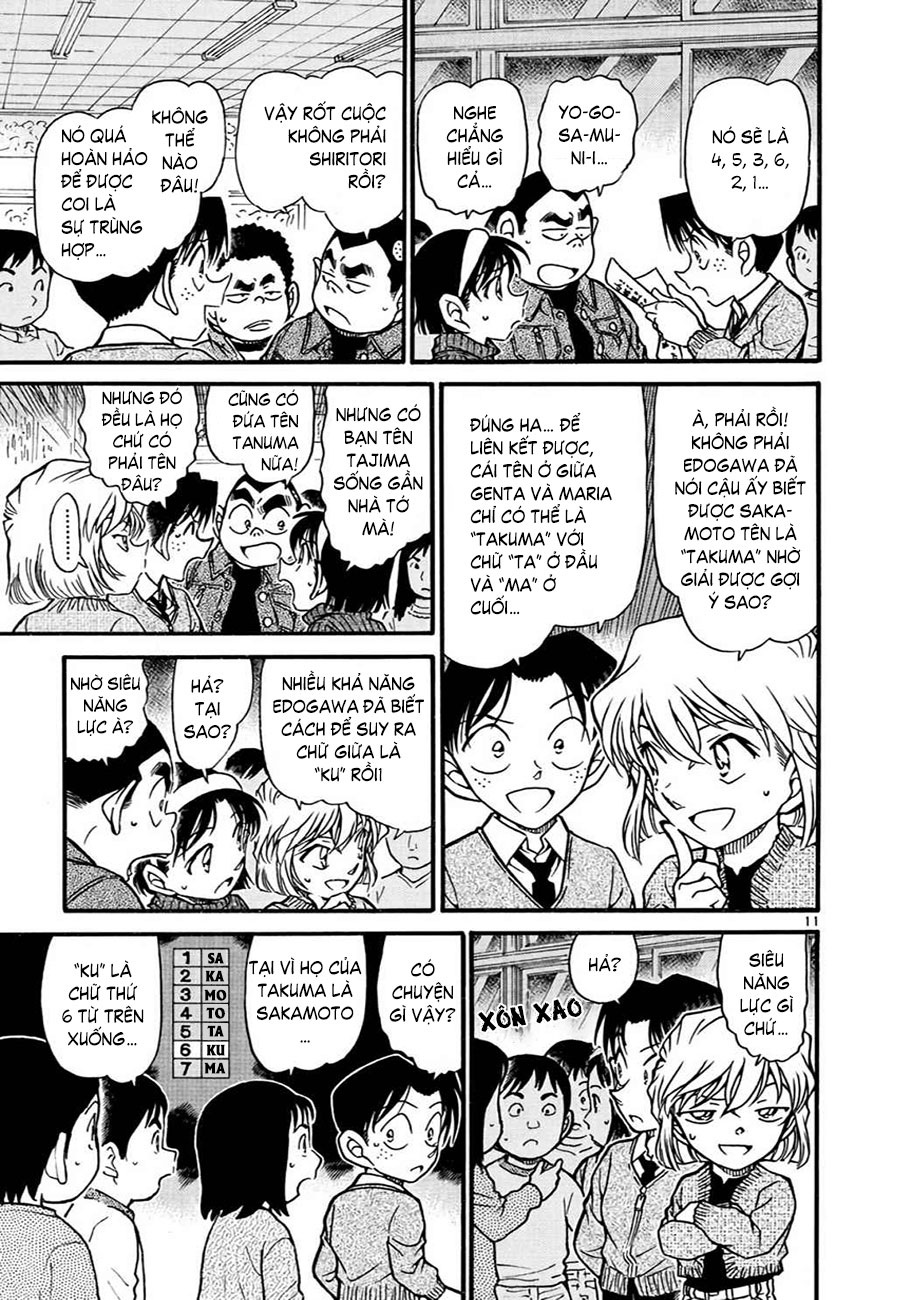 NÓ SẼ LÀ
4, 5, 3, 6,
2, 1...
YO-GO-
SA-MU-
NI-I...
NGHE
CHẲNG
HIỂU GÌ
CẢ...
VẬY RỐT CUỘC
KHÔNG PHẢI
SHIRITORI
RỒI?
KHÔNG
THỂ
NÀO
ĐÂU!
NÓ QUÁ
HOÀN HẢO
ĐỂ ĐƯỢC
COI LÀ
SỰ TRÙNG
HỢP...
À, PHẢI RỒI!
KHÔNG PHẢI
EDOGAWA ĐÃ
NÓI CẬU ẤY BIẾT
ĐƯỢC SAKA-
MOTO TÊN LÀ
"TAKUMA" NHỜ
GIẢI ĐƯỢC GỢI
Ý SAO?
ĐÚNG HA... ĐỂ
LIÊN KẾT ĐƯỢC,
CÁI TÊN Ở GIỮA
GENTA VÀ MARIA
CHỈ CÓ THỂ LÀ
"TAKUMA" VỚI
CHỮ "TA" Ở ĐẦU
VÀ "MA" Ở
CUỐI...
NHƯNG CÓ
BẠN TÊN
TAJIMA
SỐNG GẦN
NHÀ TỚ
MÀ!
CŨNG CÓ
ĐỨA TÊN
TANUMA
NỮA!
NHƯNG ĐÓ
ĐỀU LÀ HỌ
CHỨ CÓ
PHẢI TÊN
ĐÂU?
.........
NHIỀU KHẢ NĂNG
EDOGAWA ĐÃ BIẾT
CÁCH ĐỂ SUY RA
CHỮ GIỮA LÀ
"KU" RỒI!
HẢ?
TẠI
SAO?
NHỜ SIÊU
NĂNG
LỰC À?
11
SIÊU
NĂNG
LỰC GÌ
CHỨ...
HẢ?
XÔN XAO
CÓ
CHUYỆN
GÌ VẬY?
TẠI VÌ HỌ CỦA
TAKUMA LÀ
SAKAMOTO
...
1 SA
2 KA
3 MO
4 TO
5 TA
6 KU
7 MA
"KU" LÀ
CHỮ THỨ
6 TỪ TRÊN
XUỐNG...